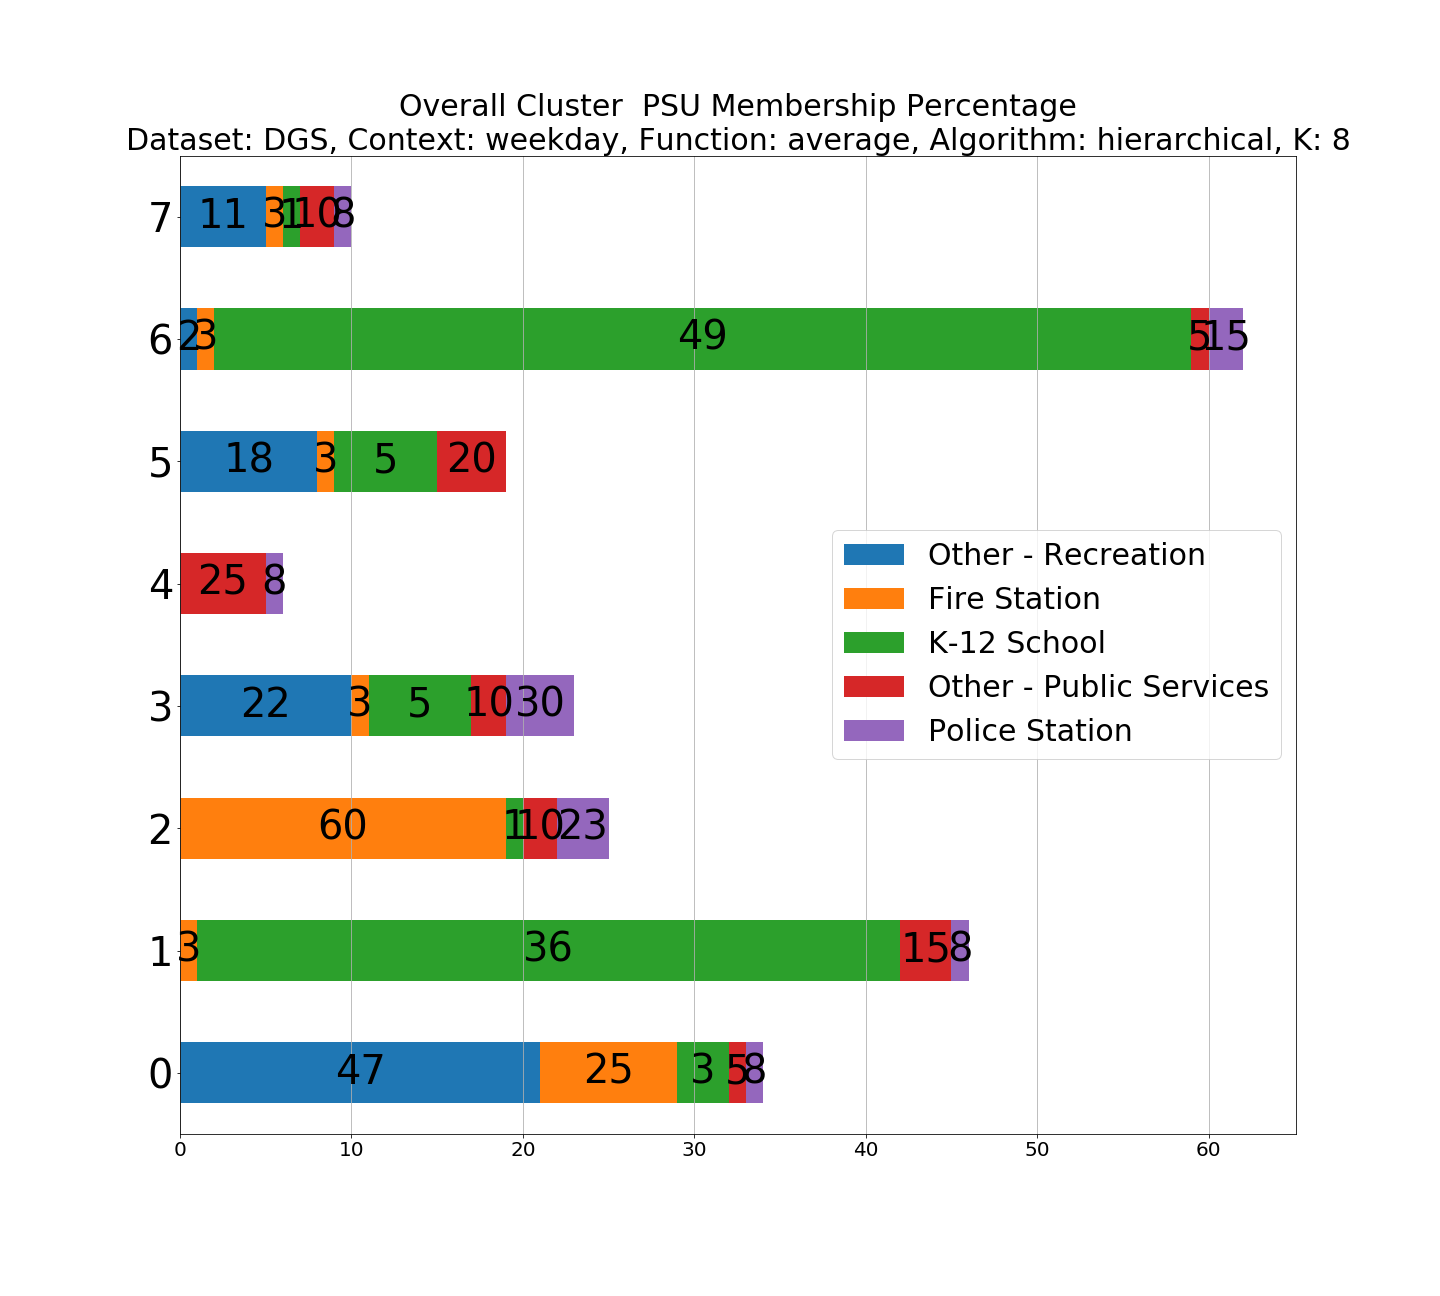 Overall Cluster  PSU Membership Percentage
Dataset: DGS, Context: weekday, Function: average, Algorithm: hierarchical, K: 8
7 11 3 1 10 8
6 2 3 49 5 15
5 18 3 5 20
4 25 8
3 22 3 5 10 30
2 60 1 10 23
1 3 36 15 8
0 47 25 3 5 8
Other - Recreation
Fire Station
K-12 School
Other - Public Services
Police Station
0 10 20 30 40 50 60